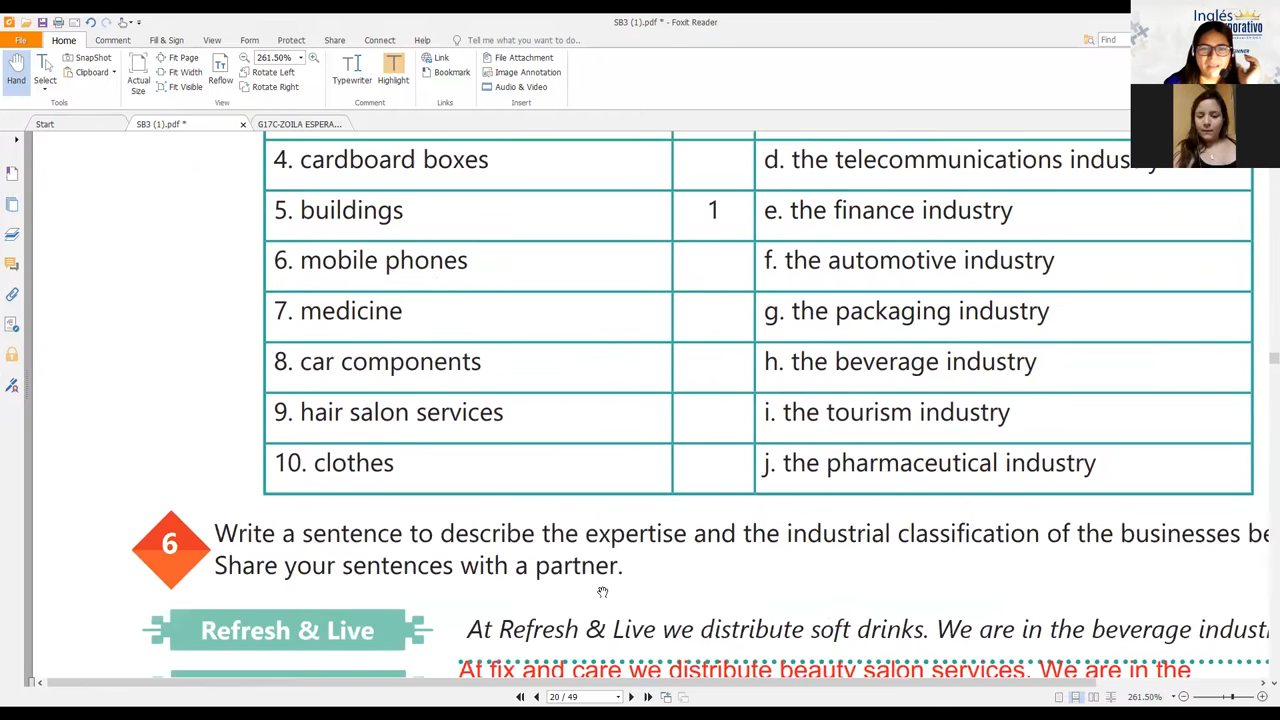 SB3 (1).pdf * - Foxit Reader
File Home Comment Fill & Sign View Form Protect Share Connect Help Tell me what you want to do.. Find
Hand
Select
SnapShot
Clipboard
Tools
Actual Size
Fit Page
Fit Width
Fit Visible
Reflow
261.50%
Rotate Left
Rotate Right
View
Typewriter
Highlight
Comment
Link
Bookmark
Links
File Attachment
Image Annotation
Audio & Video
Insert
Inglés
Start SB3 (1).pdf * G17C-ZOILA ESPERA...
4. cardboard boxes d. the telecommunications
5. buildings 1 e. the finance industry
6. mobile phones f. the automotive industry
7. medicine g. the packaging industry
8. car components h. the beverage industry
9. hair salon services i. the tourism industry
10. clothes j. the pharmaceutical industry
6 Write a sentence to describe the expertise and the industrial classification of the businesses be
Share your sentences with a partner.
Refresh & Live At Refresh & Live we distribute soft drinks. We are in the beverage indust
At fix and care we distribute beauty salon services. We are in the
20 / 49 261.50%